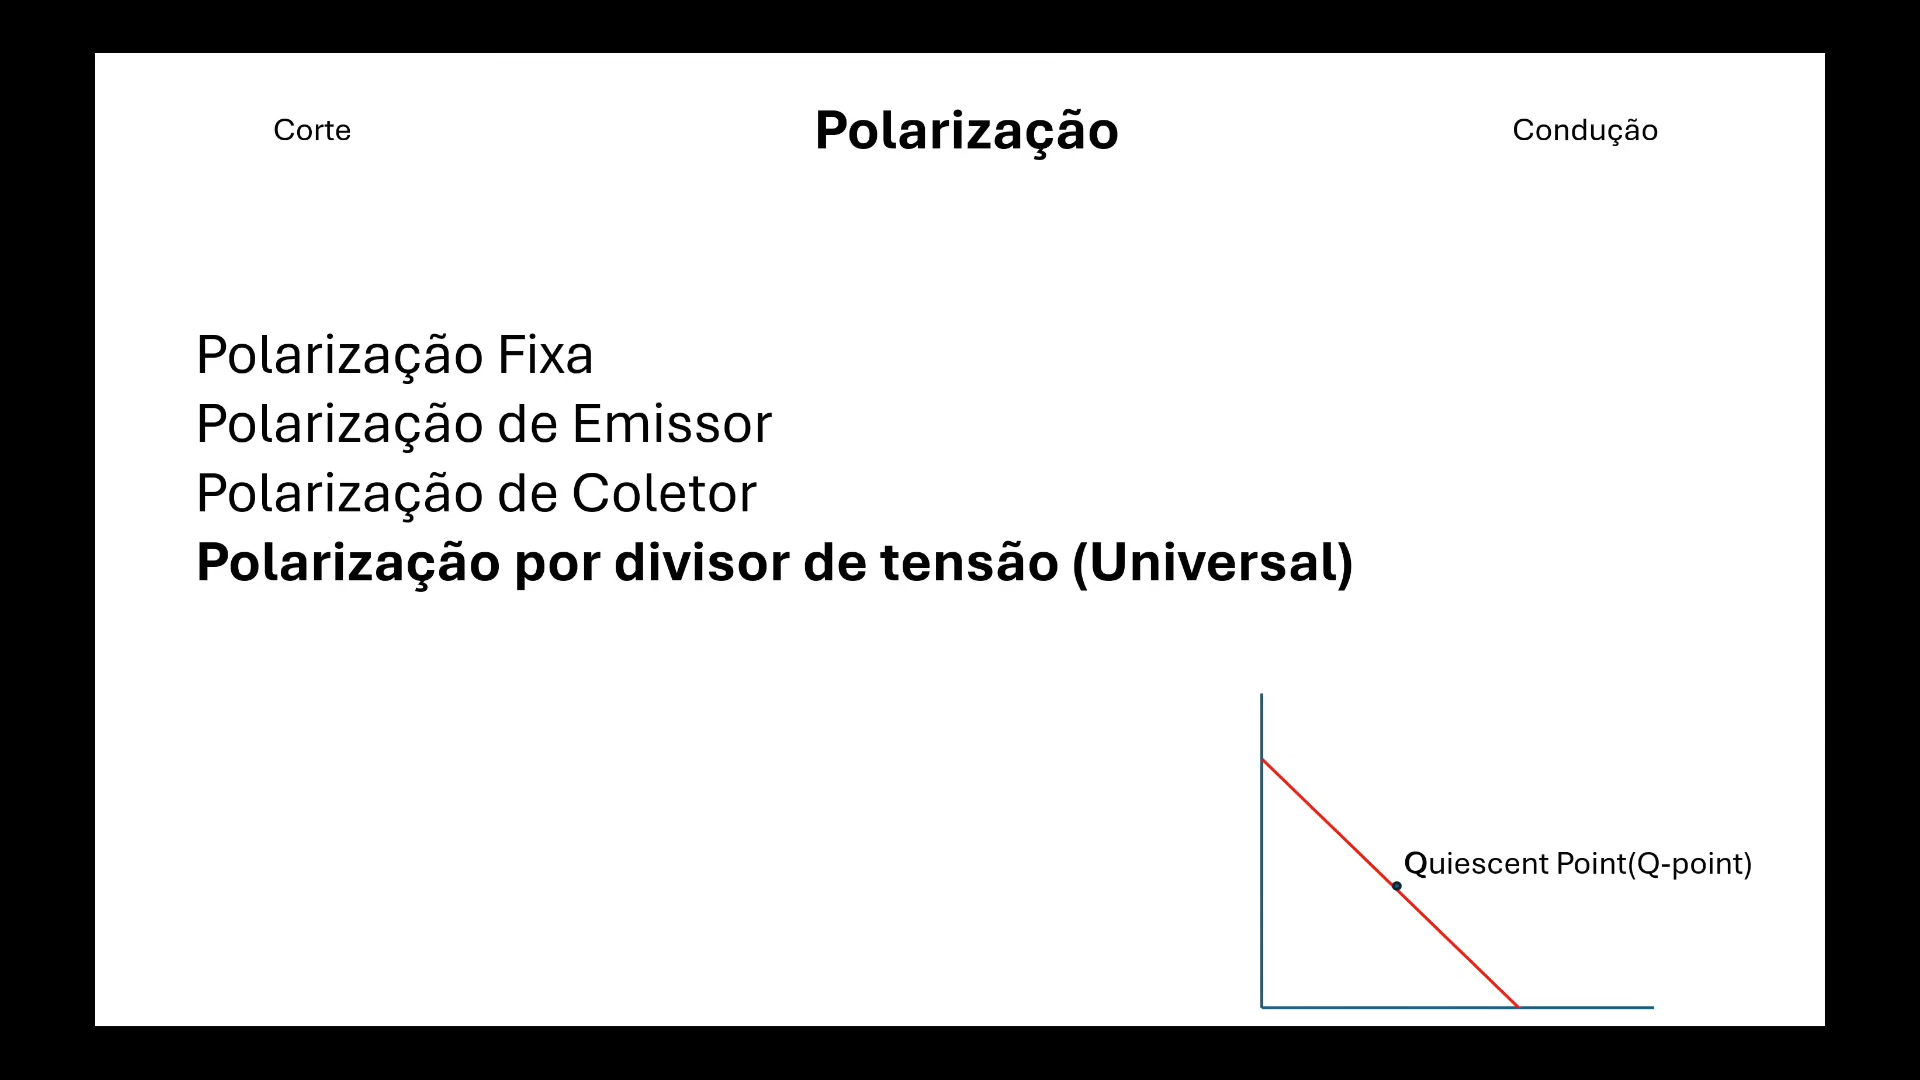 Corte
Polarização
Condução
Polarização Fixa
Polarização de Emissor
Polarização de Coletor
Polarização por divisor de tensão (Universal)
Quiescent Point(Q-point)